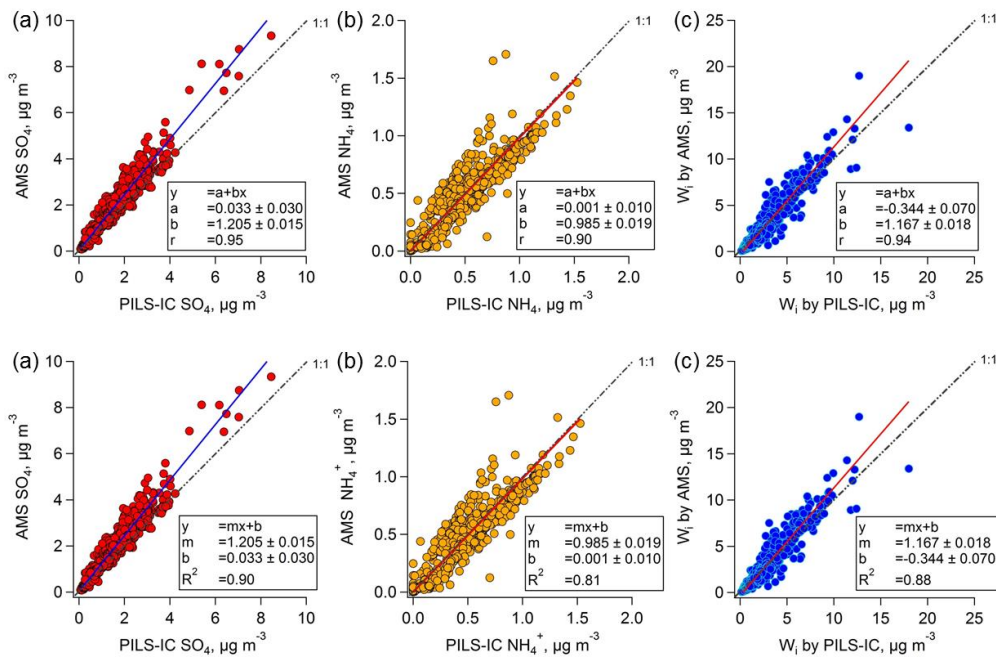 (a)
10
8
6
4
2
0
AMS SO₄, µg m⁻³
0 2 4 6 8 10
PILS-IC SO₄, µg m⁻³
1:1
y =a+bx
a =0.033 ± 0.030
b =1.205 ± 0.015
r =0.95
(b)
2.0
1.5
1.0
0.5
0.0
AMS NH₄, µg m⁻³
0.0 0.5 1.0 1.5 2.0
PILS-IC NH₄, µg m⁻³
1:1
y =a+bx
a =0.001 ± 0.010
b =0.985 ± 0.019
r =0.90
(c)
25
20
15
10
5
0
Wᵢ by AMS, µg m⁻³
0 5 10 15 20 25
Wᵢ by PILS-IC, µg m⁻³
1:1
y =a+bx
a =-0.344 ± 0.070
b =1.167 ± 0.018
r =0.94
(a)
10
8
6
4
2
0
AMS SO₄, µg m⁻³
0 2 4 6 8 10
PILS-IC SO₄, µg m⁻³
1:1
y =mx+b
m =1.205 ± 0.015
b =0.033 ± 0.030
R² =0.90
(b)
2.0
1.5
1.0
0.5
0.0
AMS NH₄⁺, µg m⁻³
0.0 0.5 1.0 1.5 2.0
PILS-IC NH₄⁺, µg m⁻³
1:1
y =mx+b
m =0.985 ± 0.019
b =0.001 ± 0.010
R² =0.81
(c)
25
20
15
10
5
0
Wᵢ by AMS, µg m⁻³
0 5 10 15 20 25
Wᵢ by PILS-IC, µg m⁻³
1:1
y =mx+b
m =1.167 ± 0.018
b =-0.344 ± 0.070
R² =0.88